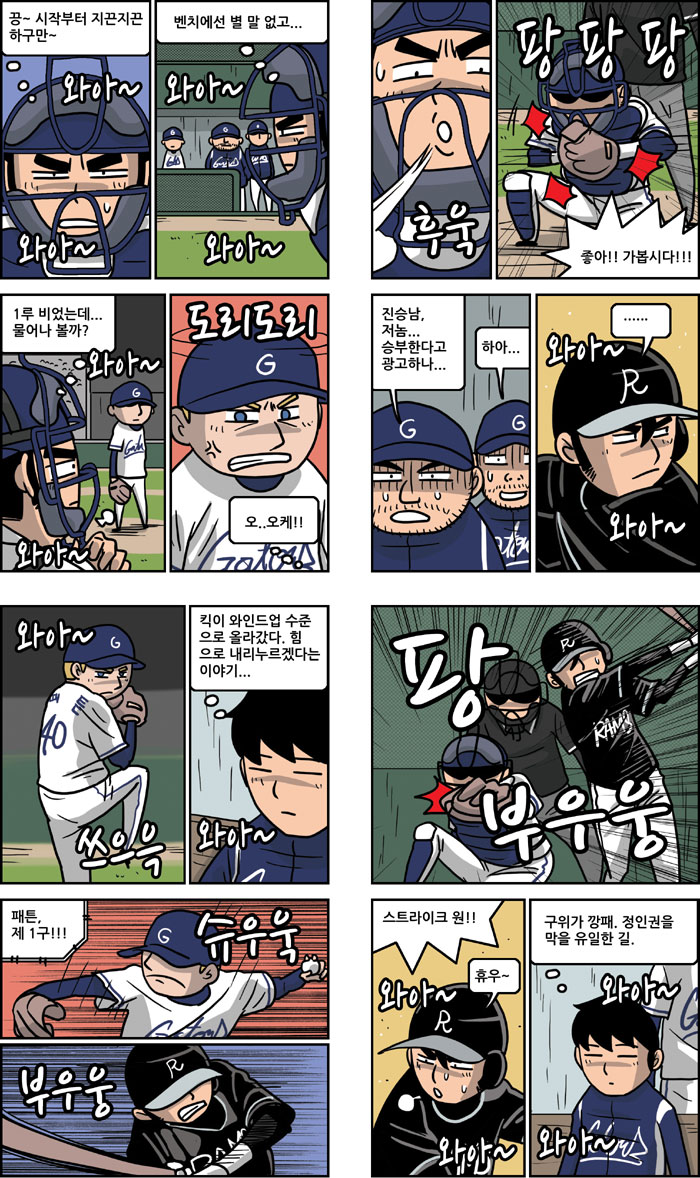 끙~ 시작부터 지끈지끈
하구만~
와아~
와아~
벤치에선 별 말 없고...
와아~
와아~
1루 비었는데...
물어나 볼까?
와아~
와아~
도리도리
G
오..오케!!
Gators
후욱
팡 팡 팡
좋아!! 가봅시다!!!
진승남,
저놈...
승부한다고
광고하나...
하아...
G
G
......
와아~
R
와아~
와아~
G
40
쓰우윽
킥이 와인드업 수준
으로 올라갔다. 힘
으로 내리누르겠다는
이야기...
와아~
패튼,
제 1구!!!
G
슈우욱
Gators
부우웅
R
팡
R
RAMS
부우웅
스트라이크 원!!
휴우~
와아~
R
와아~
구위가 깡패. 정인권을
막을 유일한 길.
와아~
와아~